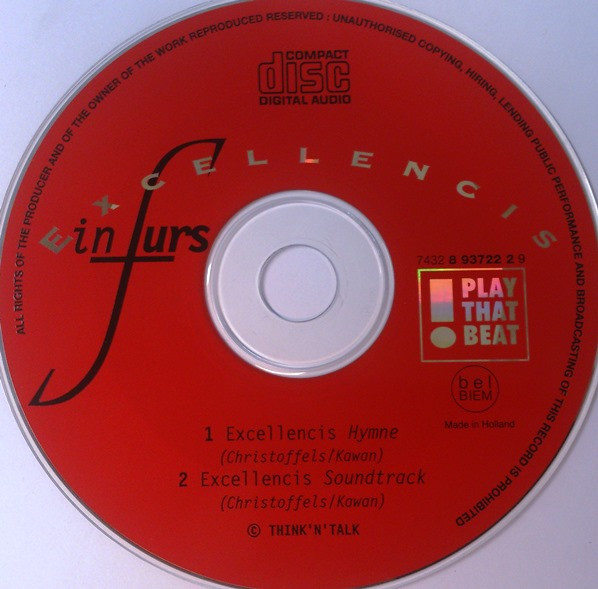 ALL RIGHTS OF THE PRODUCER AND OF THE OWNER OF THE WORK REPRODUCED RESERVED : UNAUTHORISED COPYING, HIRING, LENDING PUBLIC PERFORMANCE AND BROADCASTING OF THIS RECORD IS PROHIBITED
COMPACT
disc
DIGITAL AUDIO
EXCELLENCIS
in furs
7432 8 93722 2 9
PLAY
THAT
BEAT
bel
BIEM
Made in Holland
1 Excellencis Hymne
(Christoffels/Kawan)
2 Excellencis Soundtrack
(Christoffels/Kawan)
© THINK'N'TALK